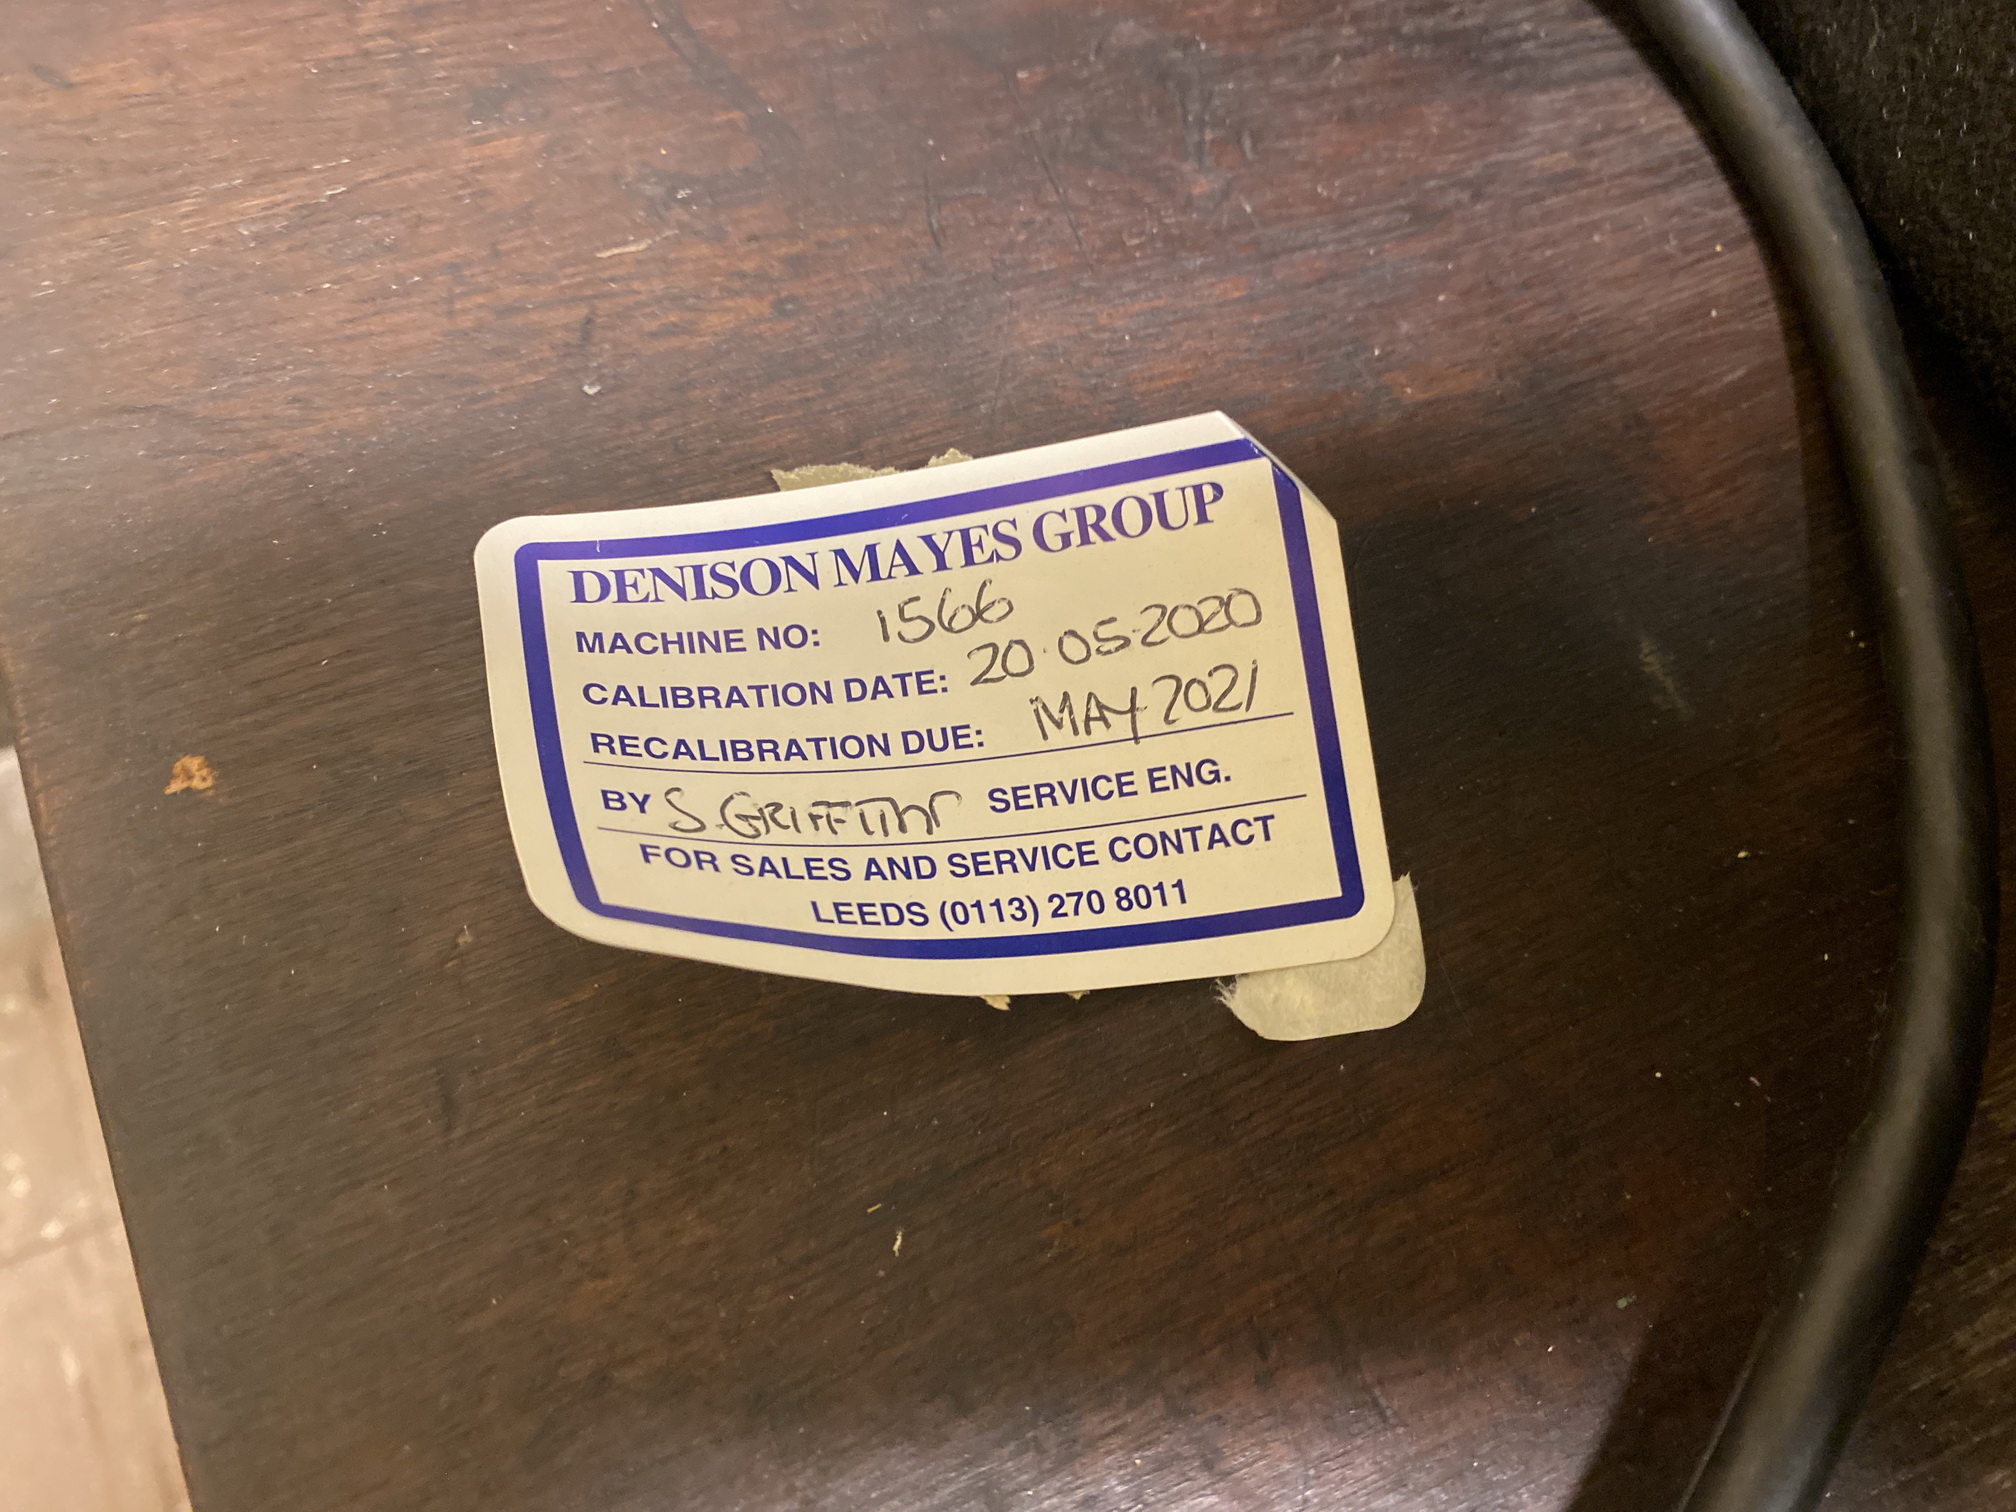 DENISON MAYES GROUP
MACHINE NO: 1566
CALIBRATION DATE: 20.05.2020
RECALIBRATION DUE: MAY 2021
BY S. GRIFFITHS SERVICE ENG.
FOR SALES AND SERVICE CONTACT
LEEDS (0113) 270 8011